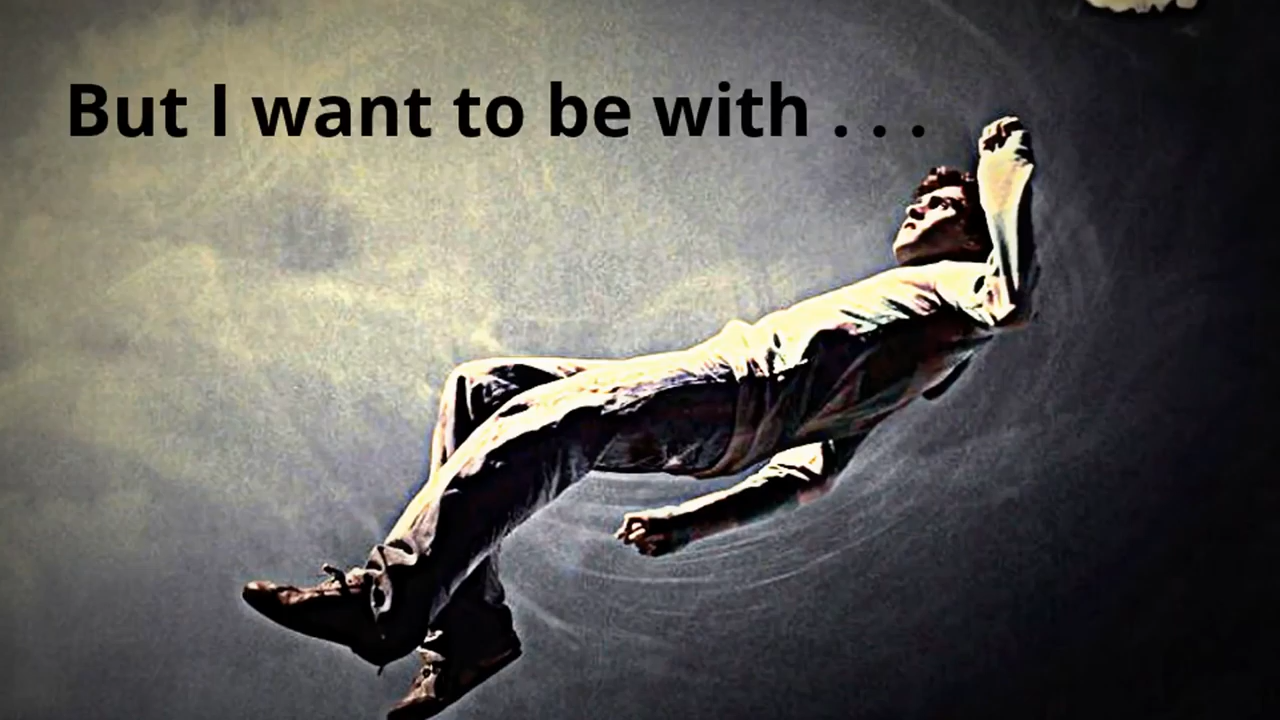 But I want to be with . . .